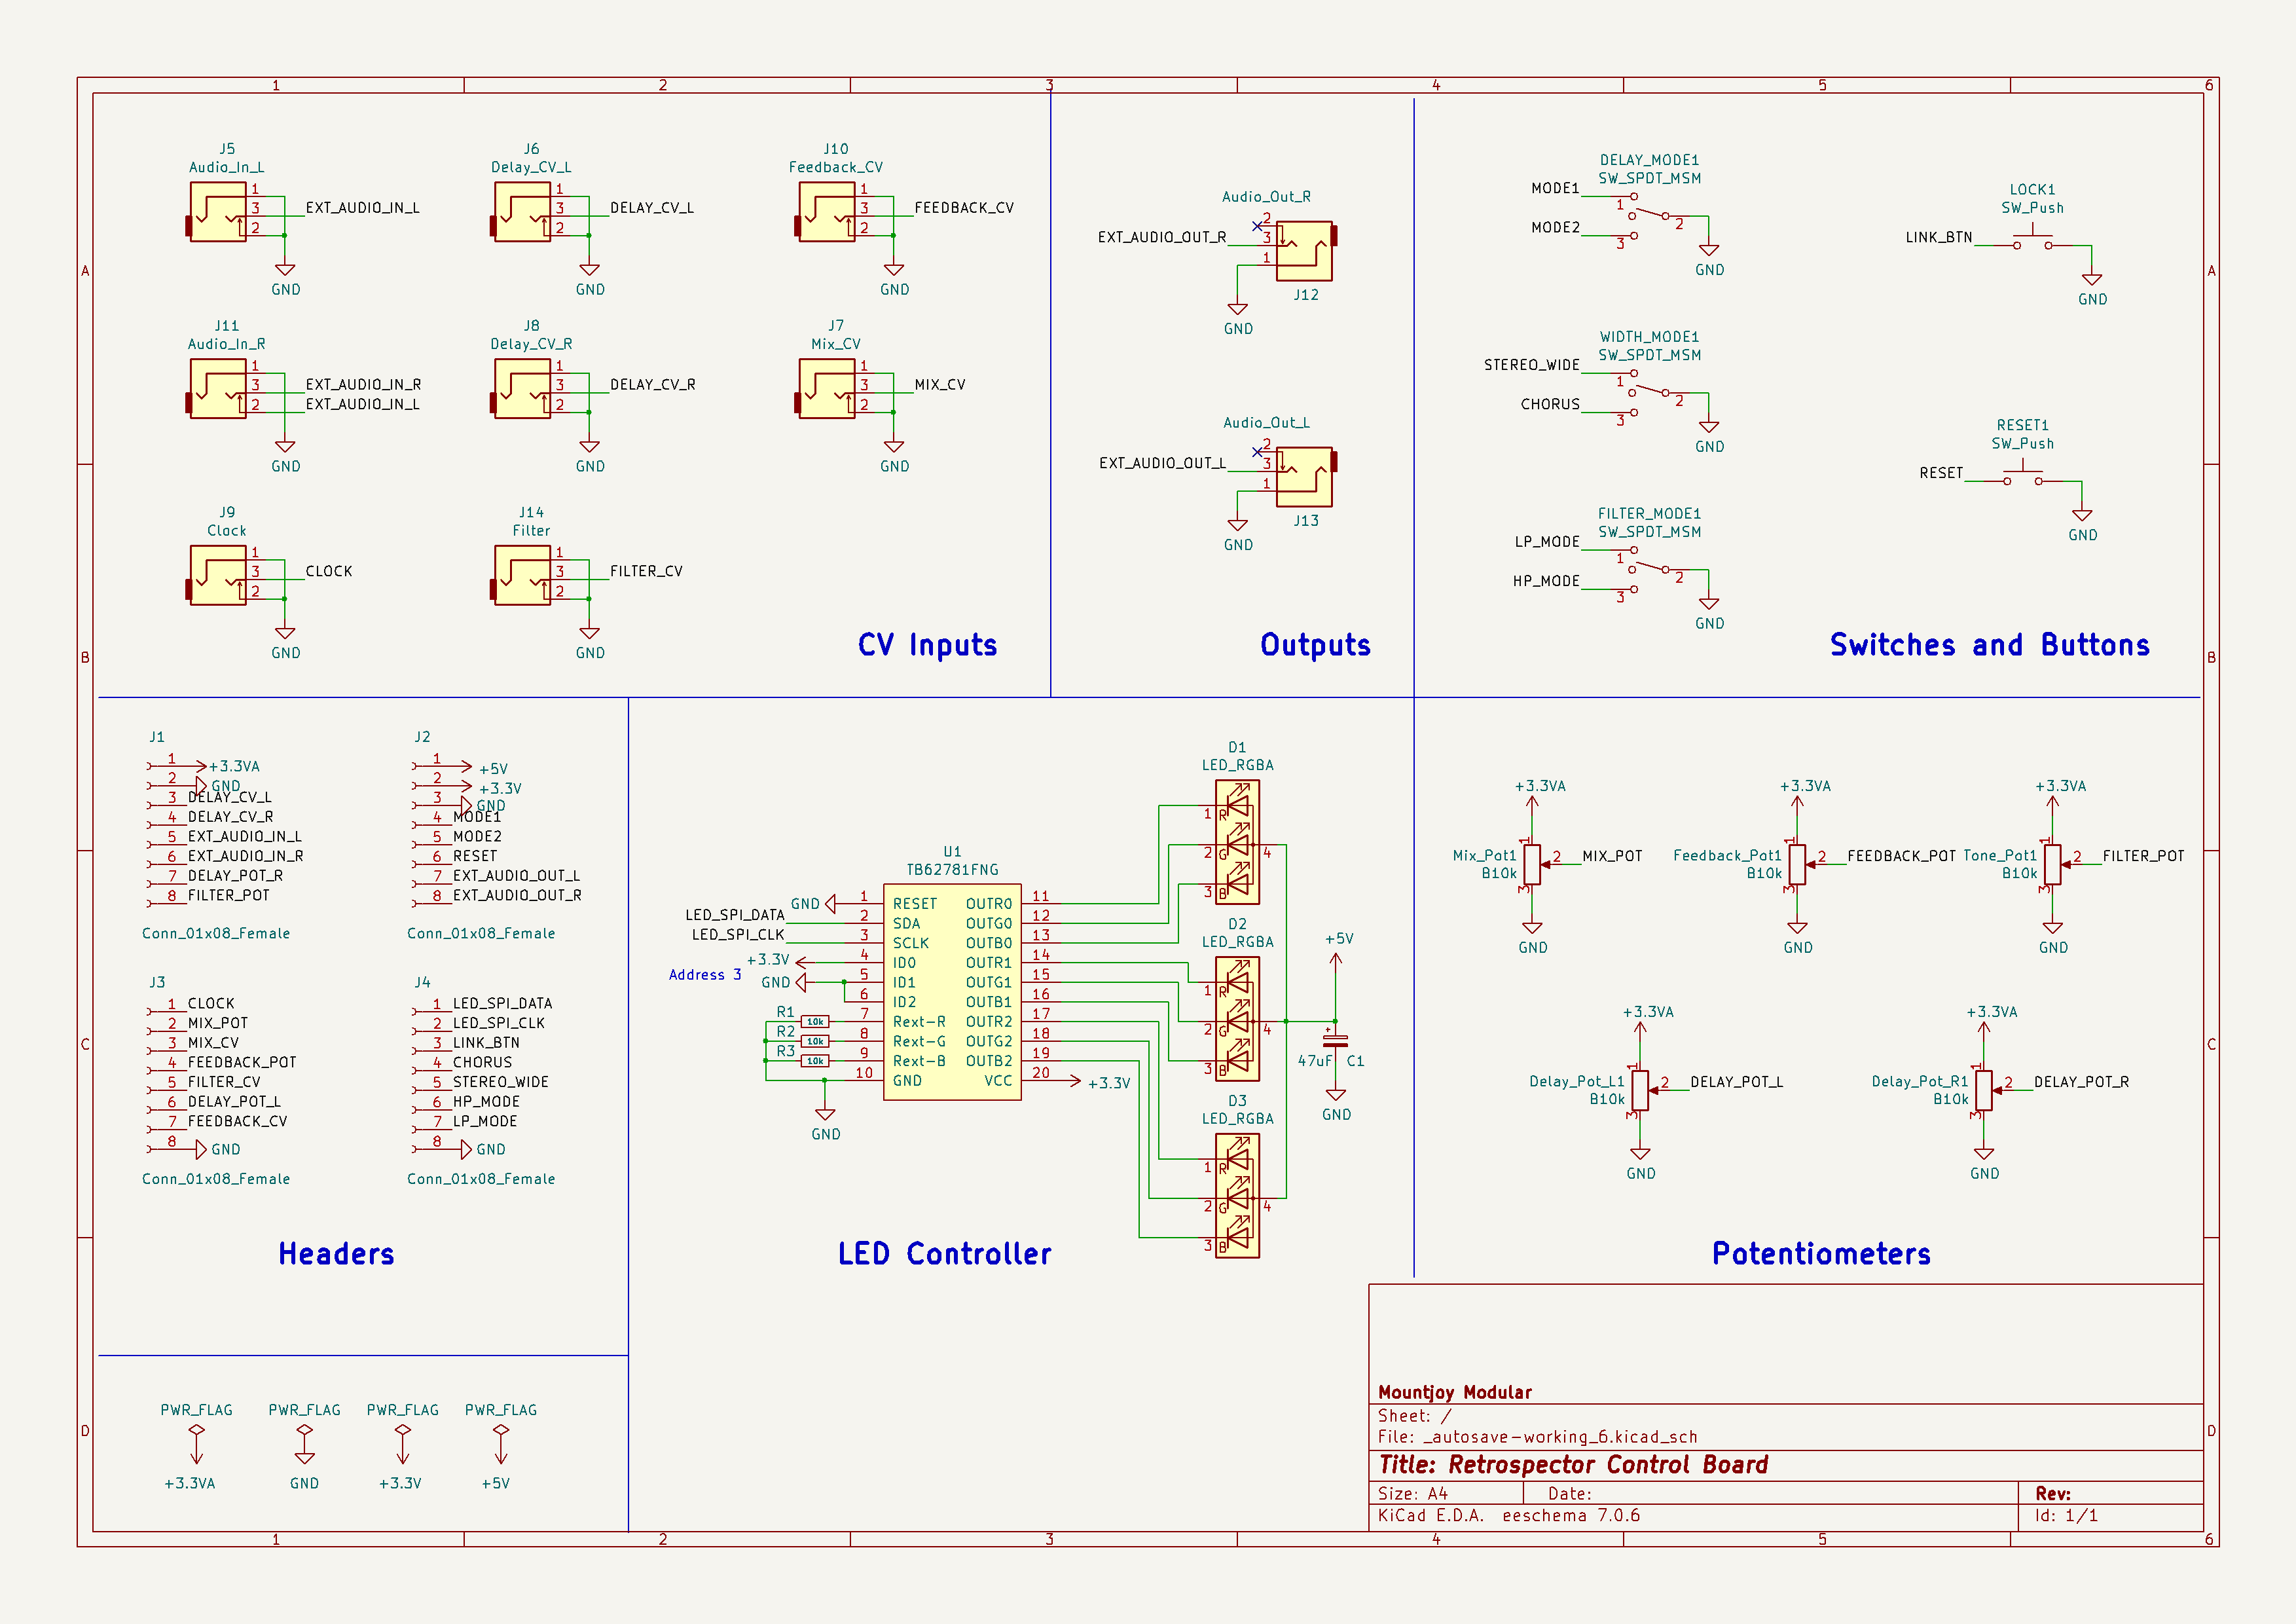 1 2 3 4 5 6
A
B
C
D
J5
Audio_In_L
1
3
2
EXT_AUDIO_IN_L
GND
J6
Delay_CV_L
1
3
2
DELAY_CV_L
GND
J10
Feedback_CV
1
3
2
FEEDBACK_CV
GND
J11
Audio_In_R
1
3
2
EXT_AUDIO_IN_R
EXT_AUDIO_IN_L
GND
J8
Delay_CV_R
1
3
2
DELAY_CV_R
GND
J7
Mix_CV
1
3
2
MIX_CV
GND
J9
Clock
1
3
2
CLOCK
GND
J14
Filter
1
3
2
FILTER_CV
GND
CV Inputs
Audio_Out_R
2
3
1
EXT_AUDIO_OUT_R
J12
GND
Audio_Out_L
2
3
1
EXT_AUDIO_OUT_L
J13
GND
Outputs
DELAY_MODE1
SW_SPDT_MSM
MODE1
1
2
MODE2
3
GND
WIDTH_MODE1
SW_SPDT_MSM
STEREO_WIDE
1
2
CHORUS
3
GND
FILTER_MODE1
SW_SPDT_MSM
LP_MODE
1
2
HP_MODE
3
GND
LOCK1
SW_Push
LINK_BTN
GND
RESET1
SW_Push
RESET
GND
Switches and Buttons
J1
1 +3.3VA
2 GND
3 DELAY_CV_L
4 DELAY_CV_R
5 EXT_AUDIO_IN_L
6 EXT_AUDIO_IN_R
7 DELAY_POT_R
8 FILTER_POT
Conn_01x08_Female
J2
1 +5V
2 +3.3V
3 GND
4 MODE1
5 MODE2
6 RESET
7 EXT_AUDIO_OUT_L
8 EXT_AUDIO_OUT_R
Conn_01x08_Female
J3
1 CLOCK
2 MIX_POT
3 MIX_CV
4 FEEDBACK_POT
5 FILTER_CV
6 DELAY_POT_L
7 FEEDBACK_CV
8 GND
Conn_01x08_Female
J4
1 LED_SPI_DATA
2 LED_SPI_CLK
3 LINK_BTN
4 CHORUS
5 STEREO_WIDE
6 HP_MODE
7 LP_MODE
8 GND
Conn_01x08_Female
Headers
PWR_FLAG PWR_FLAG PWR_FLAG PWR_FLAG
+3.3VA GND +3.3V +5V
U1
TB62781FNG
GND 1 RESET OUTR0 11
LED_SPI_DATA 2 SDA OUTG0 12
LED_SPI_CLK 3 SCLK OUTB0 13
+3.3V 4 ID0 OUTR1 14
Address 3
GND 5 ID1 OUTG1 15
6 ID2 OUTB1 16
R1 10k 7 Rext-R OUTR2 17
R2 10k 8 Rext-G OUTG2 18
R3 10k 9 Rext-B OUTB2 19
10 GND VCC 20 +3.3V
GND
D1
LED_RGBA
1 R
2 G 4
3 B
D2
LED_RGBA
1 R
2 G 4
3 B
D3
LED_RGBA
1 R
2 G 4
3 B
+5V
+
47uF C1
GND
LED Controller
+3.3VA
Mix_Pot1
B10k
1
2
3
MIX_POT
GND
+3.3VA
Feedback_Pot1
B10k
1
2
3
FEEDBACK_POT
GND
+3.3VA
Tone_Pot1
B10k
1
2
3
FILTER_POT
GND
+3.3VA
Delay_Pot_L1
B10k
1
2
3
DELAY_POT_L
GND
+3.3VA
Delay_Pot_R1
B10k
1
2
3
DELAY_POT_R
GND
Potentiometers
Mountjoy Modular
Sheet: /
File: _autosave-working_6.kicad_sch
Title: Retrospector Control Board
Size: A4 Date: Rev:
KiCad E.D.A. eeschema 7.0.6 Id: 1/1
A
B
C
D
1 2 3 4 5 6